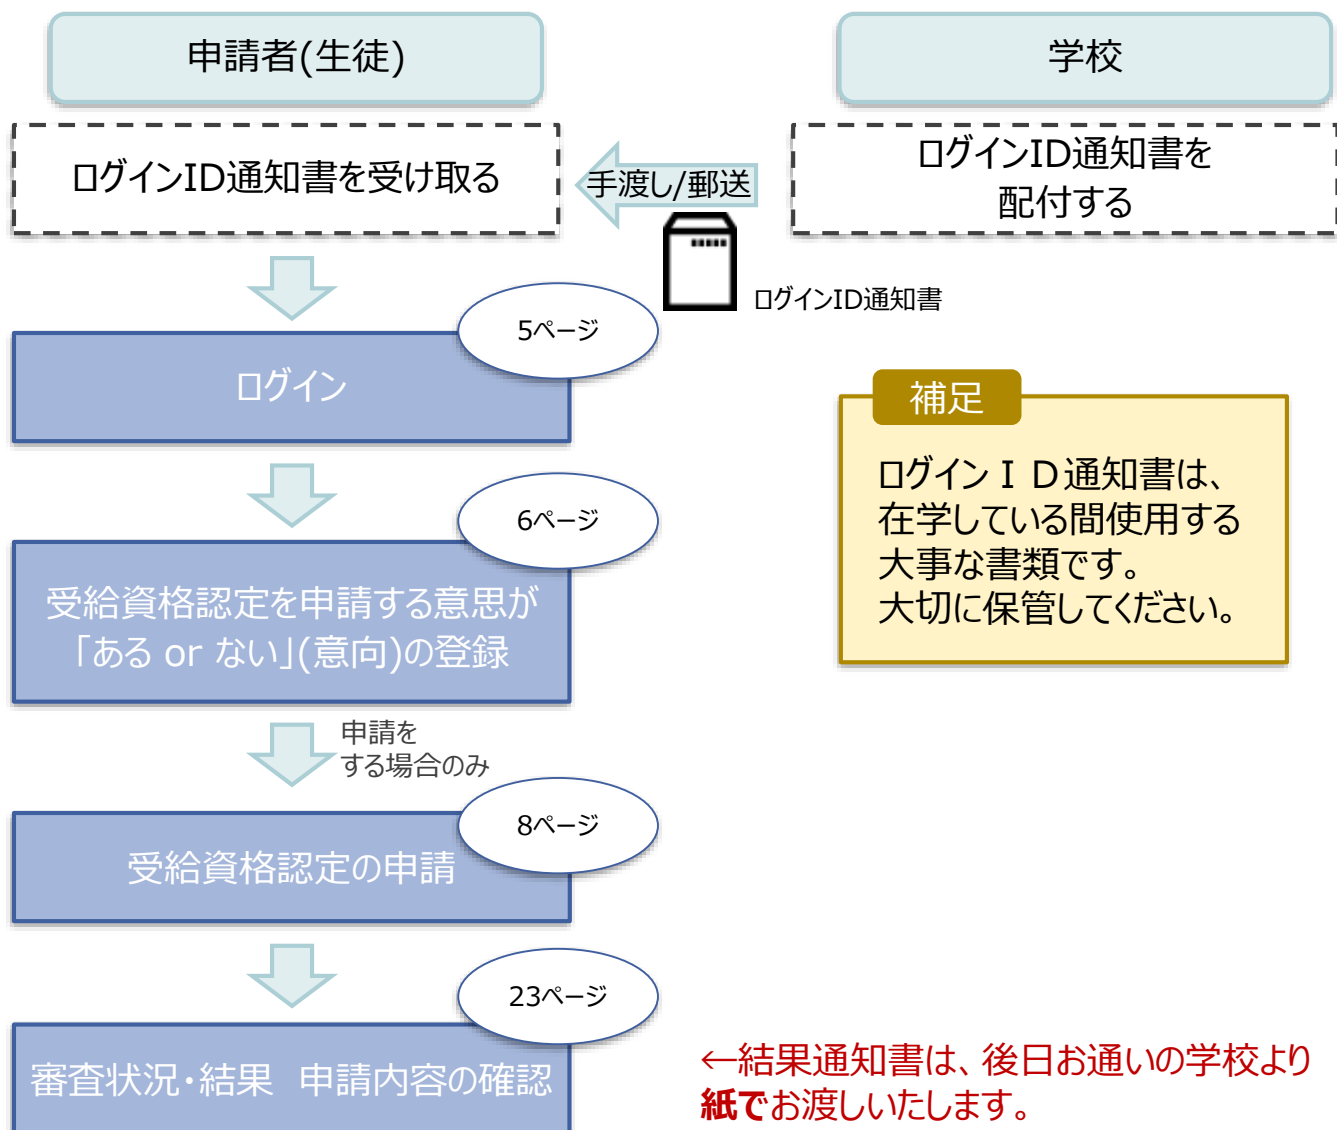 申請者(生徒)
学校
ログインID通知書を受け取る
手渡し/郵送
ログインID通知書を
配付する
ログインID通知書
5ページ
ログイン
補足
ログインＩＤ通知書は、
在学している間使用する
大事な書類です。
大切に保管してください。
6ページ
受給資格認定を申請する意思が
「ある or ない」(意向)の登録
申請を
する場合のみ
8ページ
受給資格認定の申請
23ページ
審査状況・結果　申請内容の確認
←結果通知書は、後日お通いの学校より
紙でお渡しいたします。